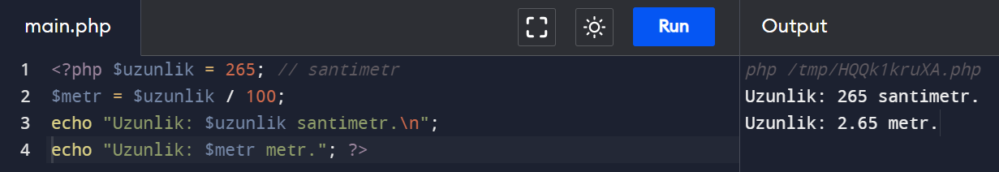 main.php
Run
Output
1 <?php $uzunlik = 265; // santimetr
2 $metr = $uzunlik / 100;
3 echo "Uzunlik: $uzunlik santimetr.\n";
4 echo "Uzunlik: $metr metr."; ?>
php /tmp/HQQk1kruXA.php
Uzunlik: 265 santimetr.
Uzunlik: 2.65 metr.